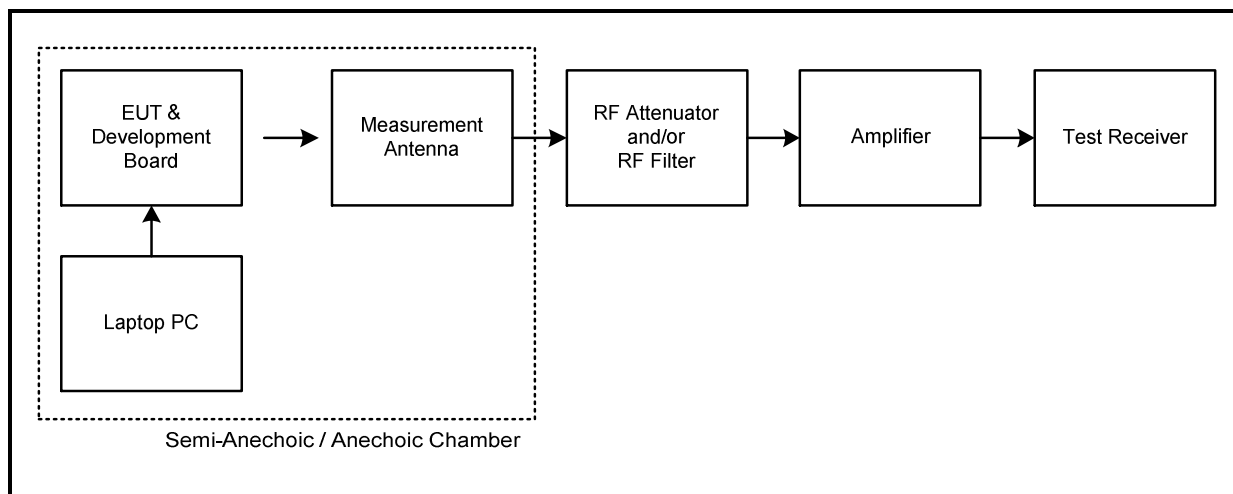 EUT &
Development
Board
Measurement
Antenna
RF Attenuator
and/or
RF Filter
Amplifier
Test Receiver
Laptop PC
Semi-Anechoic / Anechoic Chamber